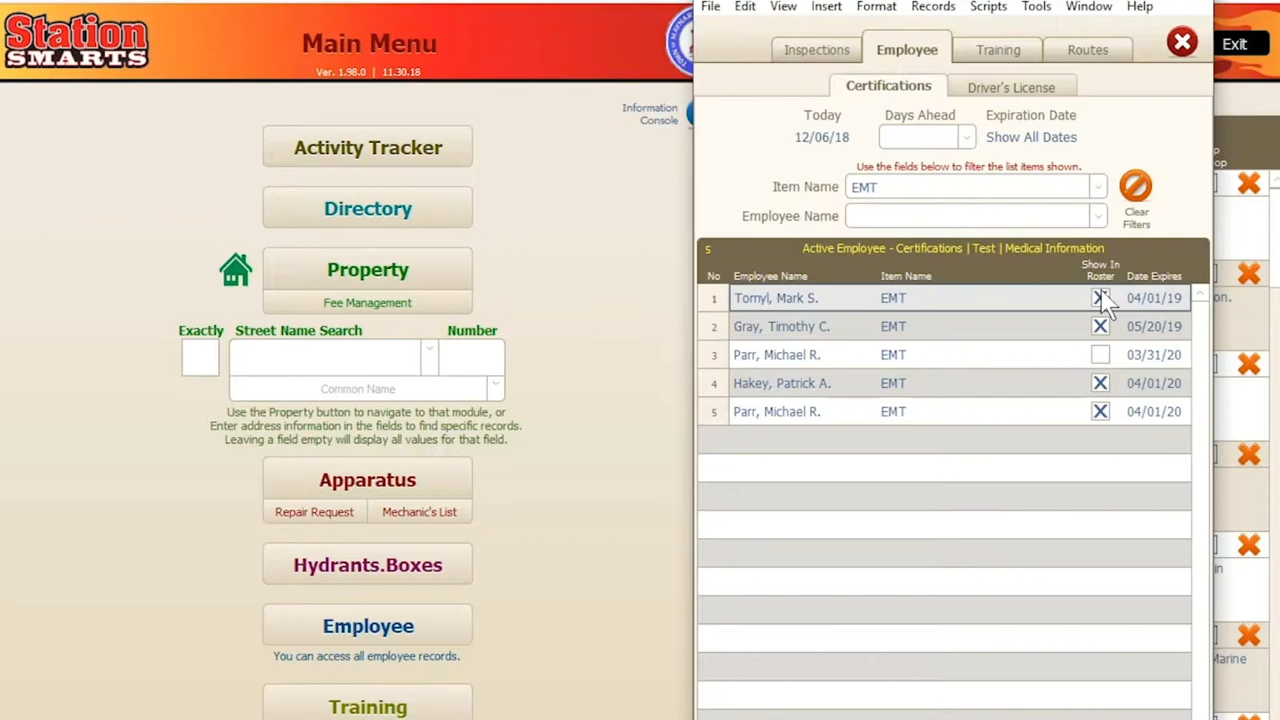 Station
SMARTS
Main Menu
Ver. 1.98.0 | 11.30.18
Information
Console
Activity Tracker
Directory
Property
Fee Management
Exactly Street Name Search Number
Common Name
Use the Property button to navigate to that module, or
Enter address information in the fields to find specific records.
Leaving a field empty will display all values for that field.
Apparatus
Repair Request Mechanic's List
Hydrants.Boxes
Employee
You can access all employee records.
Training
File Edit View Insert Format Records Scripts Tools Window Help
Inspections Employee Training Routes
Exit
Certifications Driver's License
Today Days Ahead Expiration Date
12/06/18 Show All Dates
Use the fields below to filter the list items shown.
Item Name EMT
Employee Name
Clear
Filters
5 Active Employee - Certifications | Test | Medical Information
No Employee Name Item Name Show In Roster Date Expires
1 Tomyl, Mark S. EMT X 04/01/19
2 Gray, Timothy C. EMT X 05/20/19
3 Parr, Michael R. EMT 03/31/20
4 Hakey, Patrick A. EMT X 04/01/20
5 Parr, Michael R. EMT X 04/01/20
on.
in
Marine